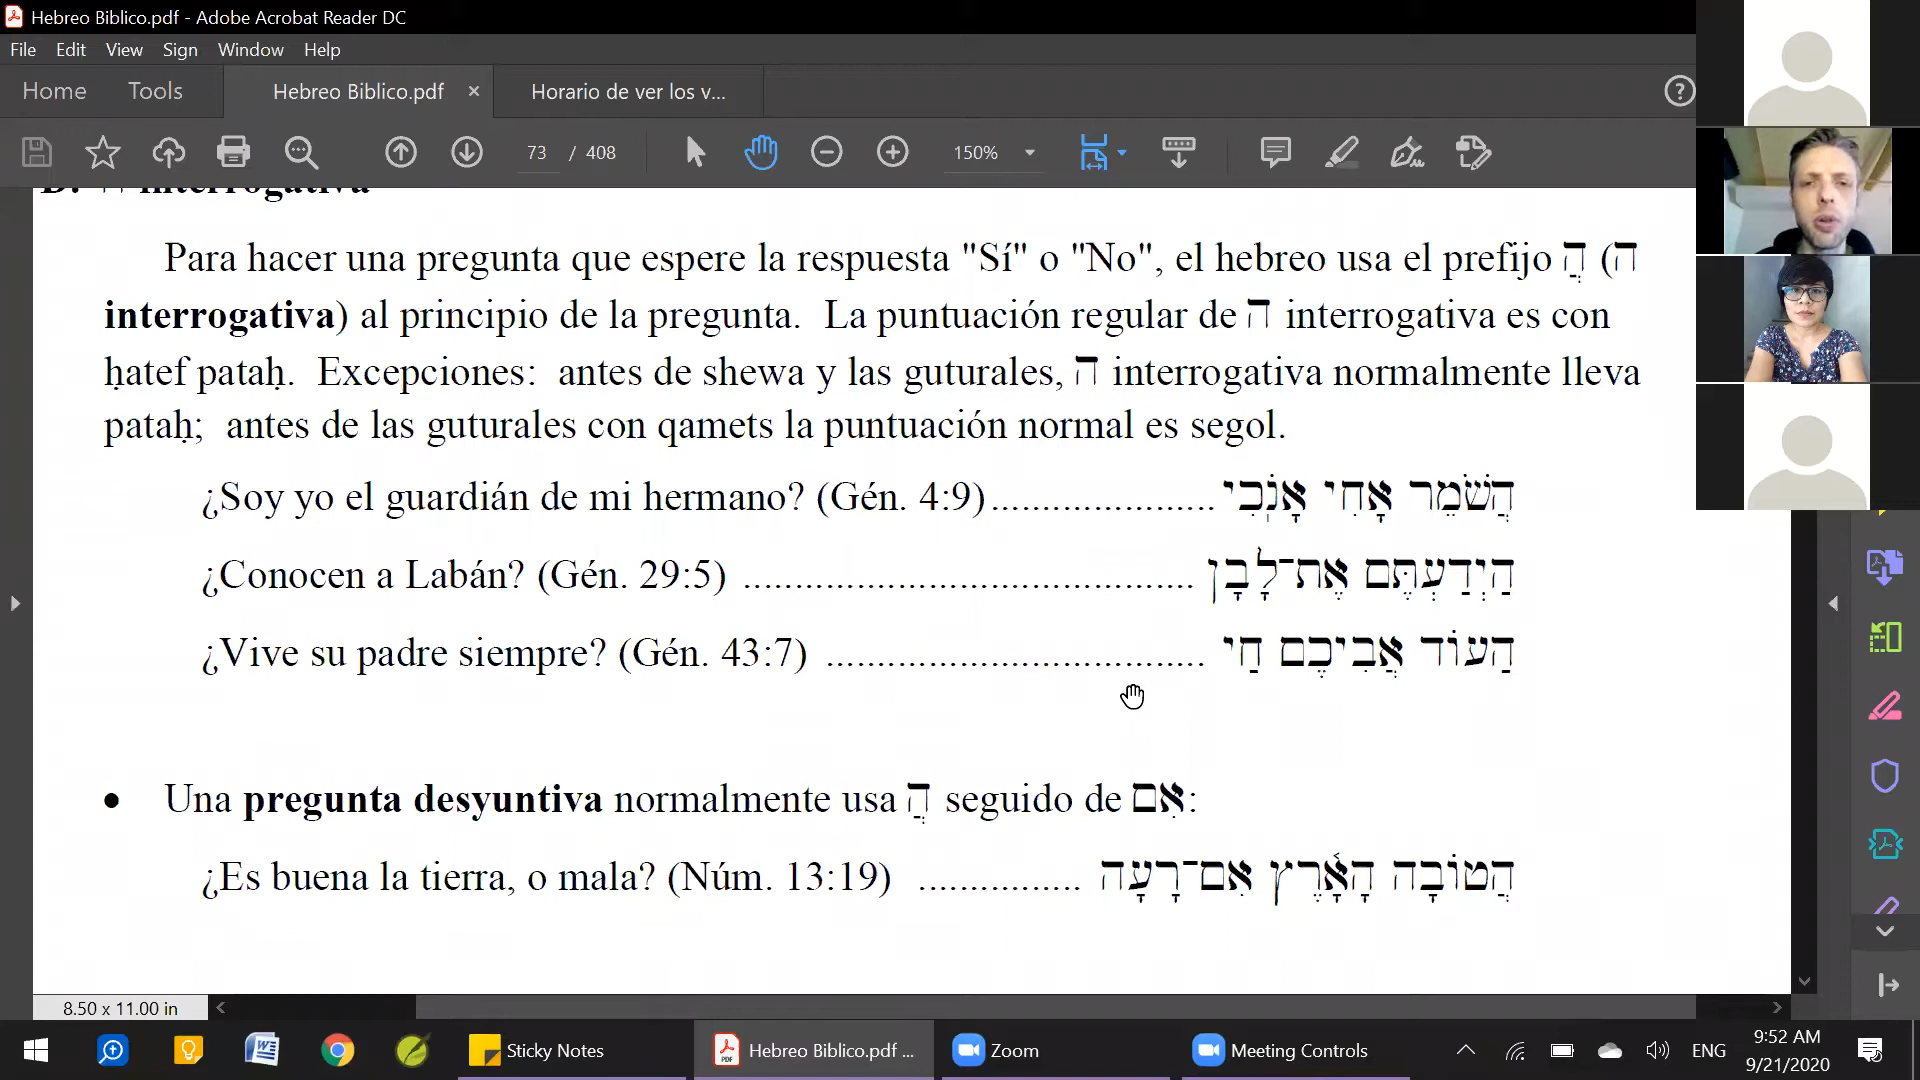 Hebreo Biblico.pdf - Adobe Acrobat Reader DC
File Edit View Sign Window Help
Home Tools Hebreo Biblico.pdf × Horario de ver los v...
73 / 408 150%
interrogativa
Para hacer una pregunta que espere la respuesta "Sí" o "No", el hebreo usa el prefijo הֲ (ה
interrogativa) al principio de la pregunta. La puntuación regular de ה interrogativa es con
ḥatef pataḥ. Excepciones: antes de shewa y las guturales, ה interrogativa normalmente lleva
pataḥ; antes de las guturales con qamets la puntuación normal es segol.
¿Soy yo el guardián de mi hermano? (Gén. 4:9)..................... הֲשֹׁמֵר אָחִי אָנֹֽכִי
¿Conocen a Labán? (Gén. 29:5) ........................................... הַיְדַעְתֶּם אֶת־לָבָן
¿Vive su padre siempre? (Gén. 43:7) .................................... הַעוֹד אֲבִיכֶם חַי
• Una pregunta desyuntiva normalmente usa הֲ seguido de אִם:
¿Es buena la tierra, o mala? (Núm. 13:19) ............... הֲטוֹבָה הָאָ֫רֶץ אִם־רָעָה
8.50 x 11.00 in
Sticky Notes Hebreo Biblico.pdf ... Zoom Meeting Controls ENG 9:52 AM
9/21/2020